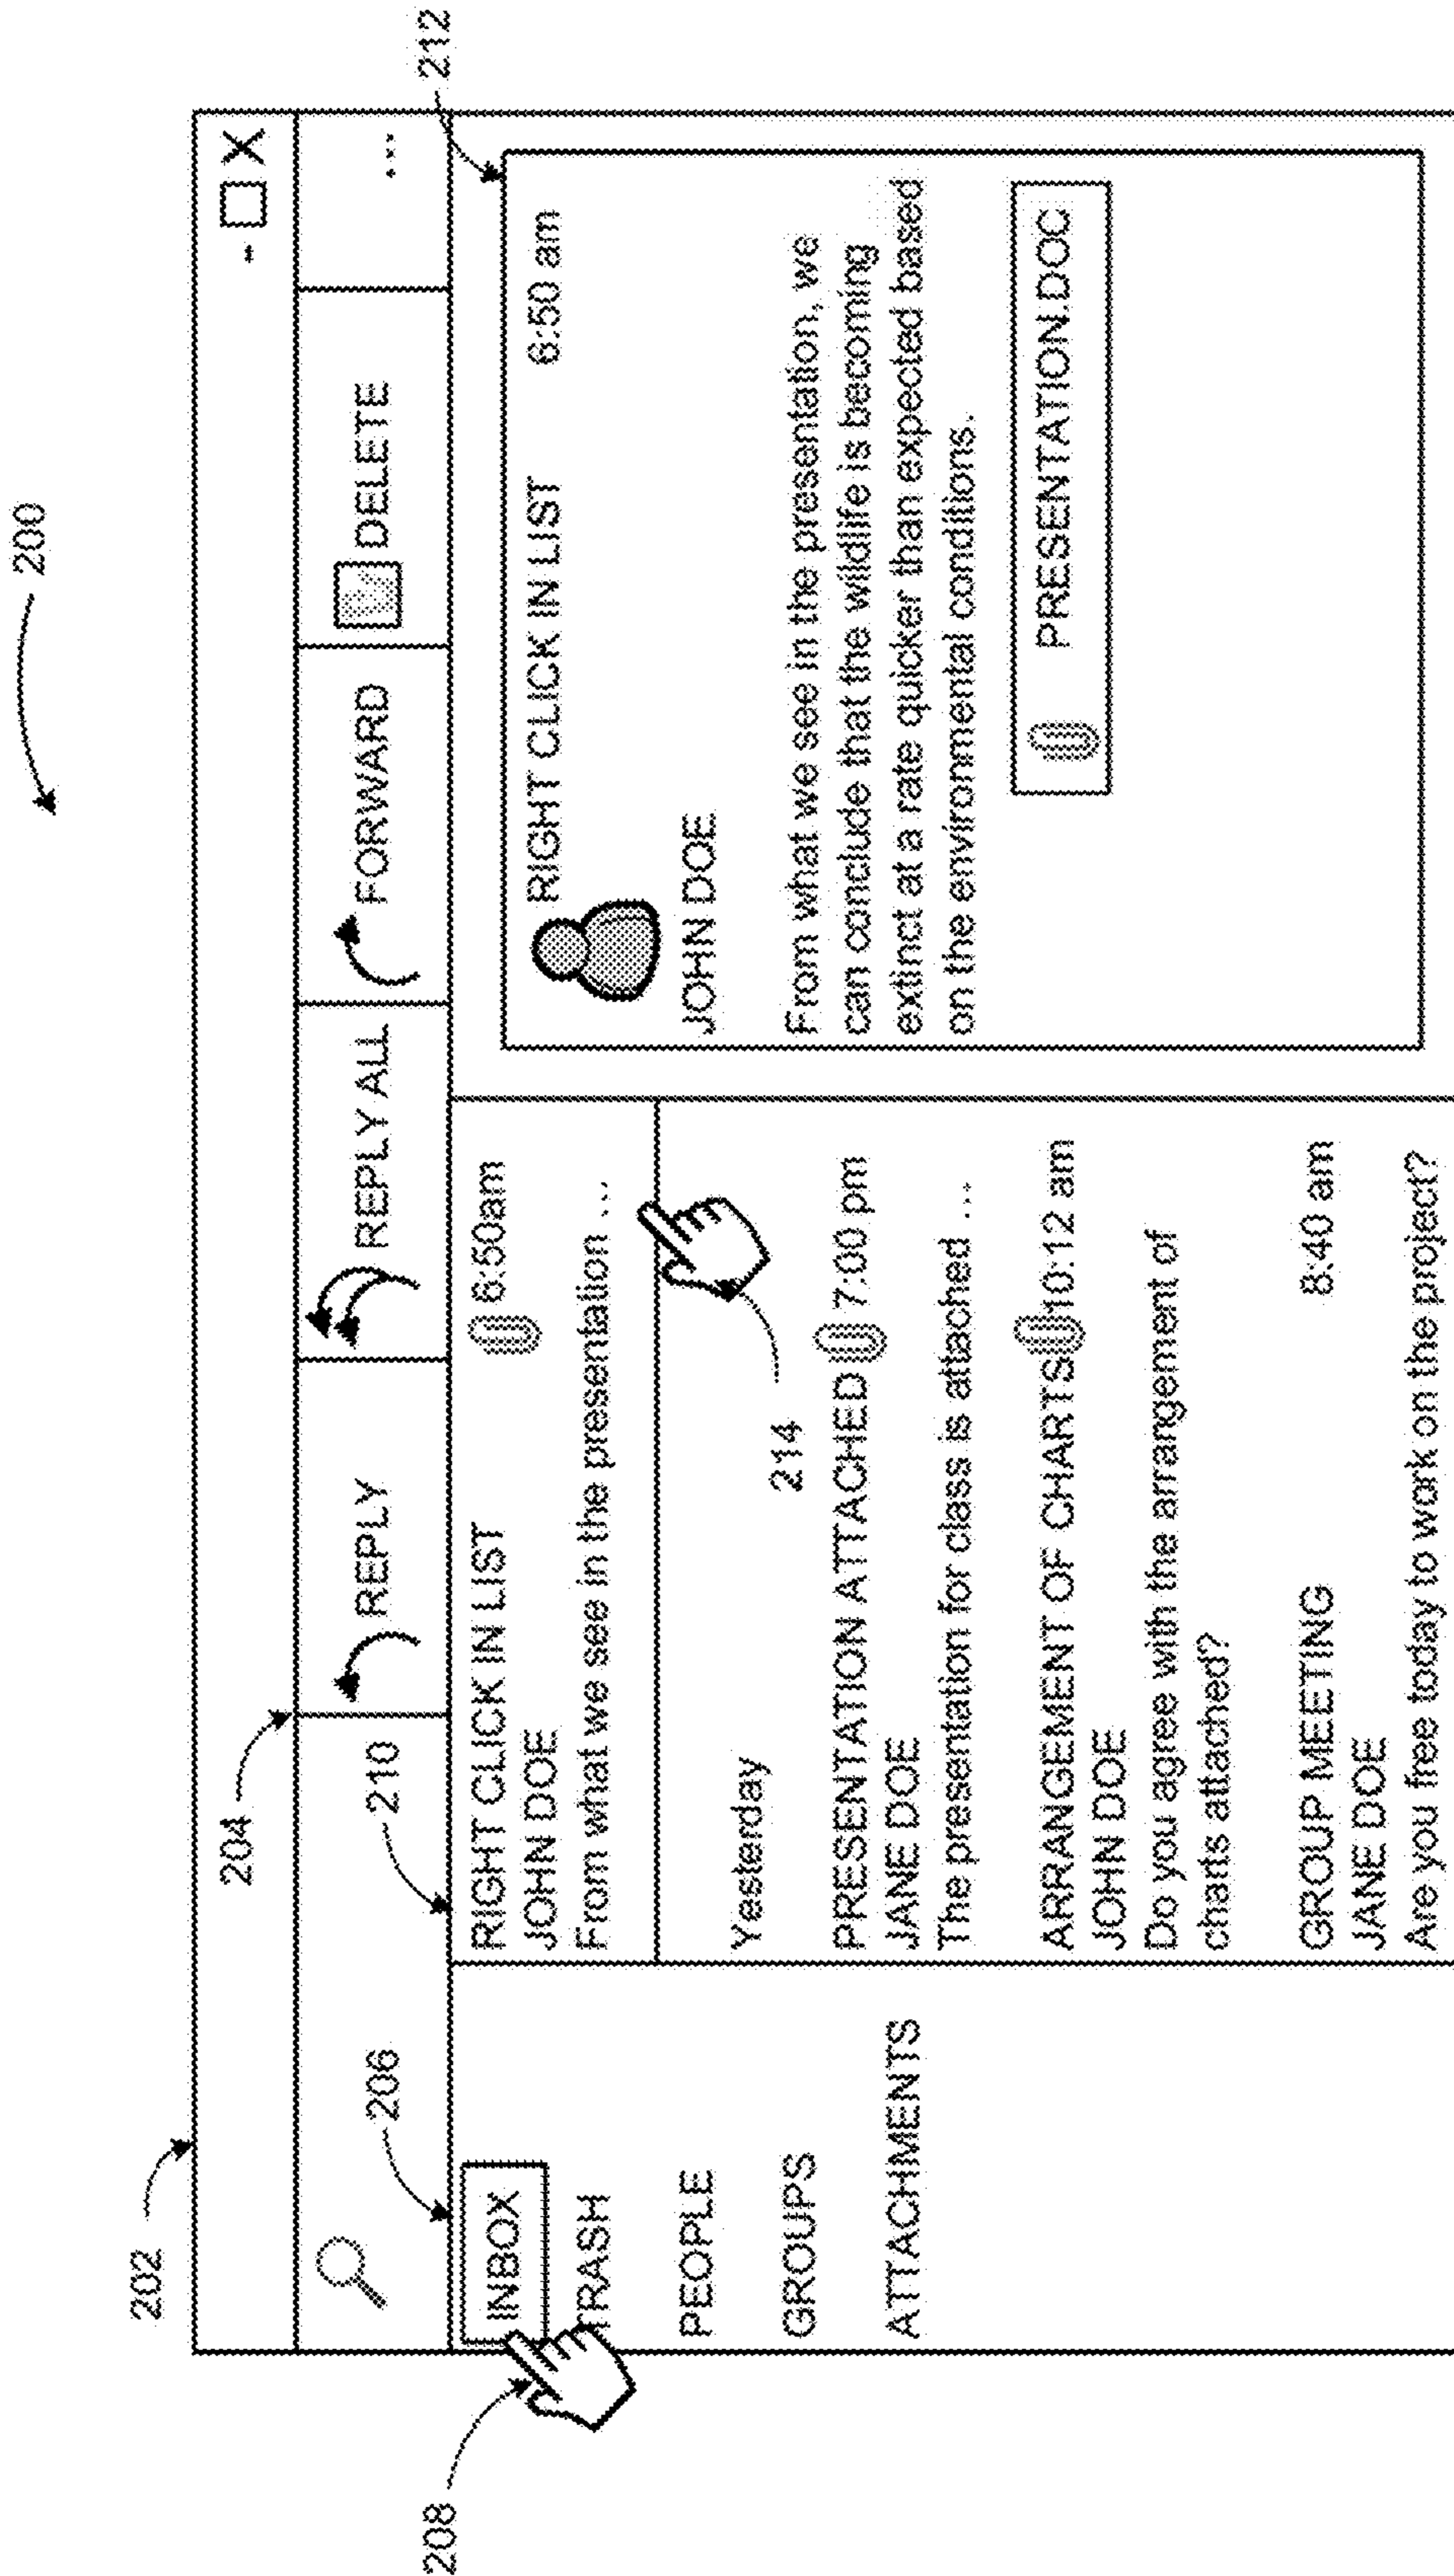 200
202
204
- □ X
REPLY
REPLY ALL
FORWARD
DELETE
...
206
210
212
208
INBOX
TRASH
PEOPLE
GROUPS
ATTACHMENTS
RIGHT CLICK IN LIST 6:50am
JOHN DOE
From what we see in the presentation ...
214
Yesterday
PRESENTATION ATTACHED 7:00 pm
JANE DOE
The presentation for class is attached ...
ARRANGEMENT OF CHARTS 10:12 am
JOHN DOE
Do you agree with the arrangement of
charts attached?
GROUP MEETING 8:40 am
JANE DOE
Are you free today to work on the project?
RIGHT CLICK IN LIST 6:50 am
JOHN DOE
From what we see in the presentation, we
can conclude that the wildlife is becoming
extinct at a rate quicker than expected based
on the environmental conditions.
PRESENTATION.DOC